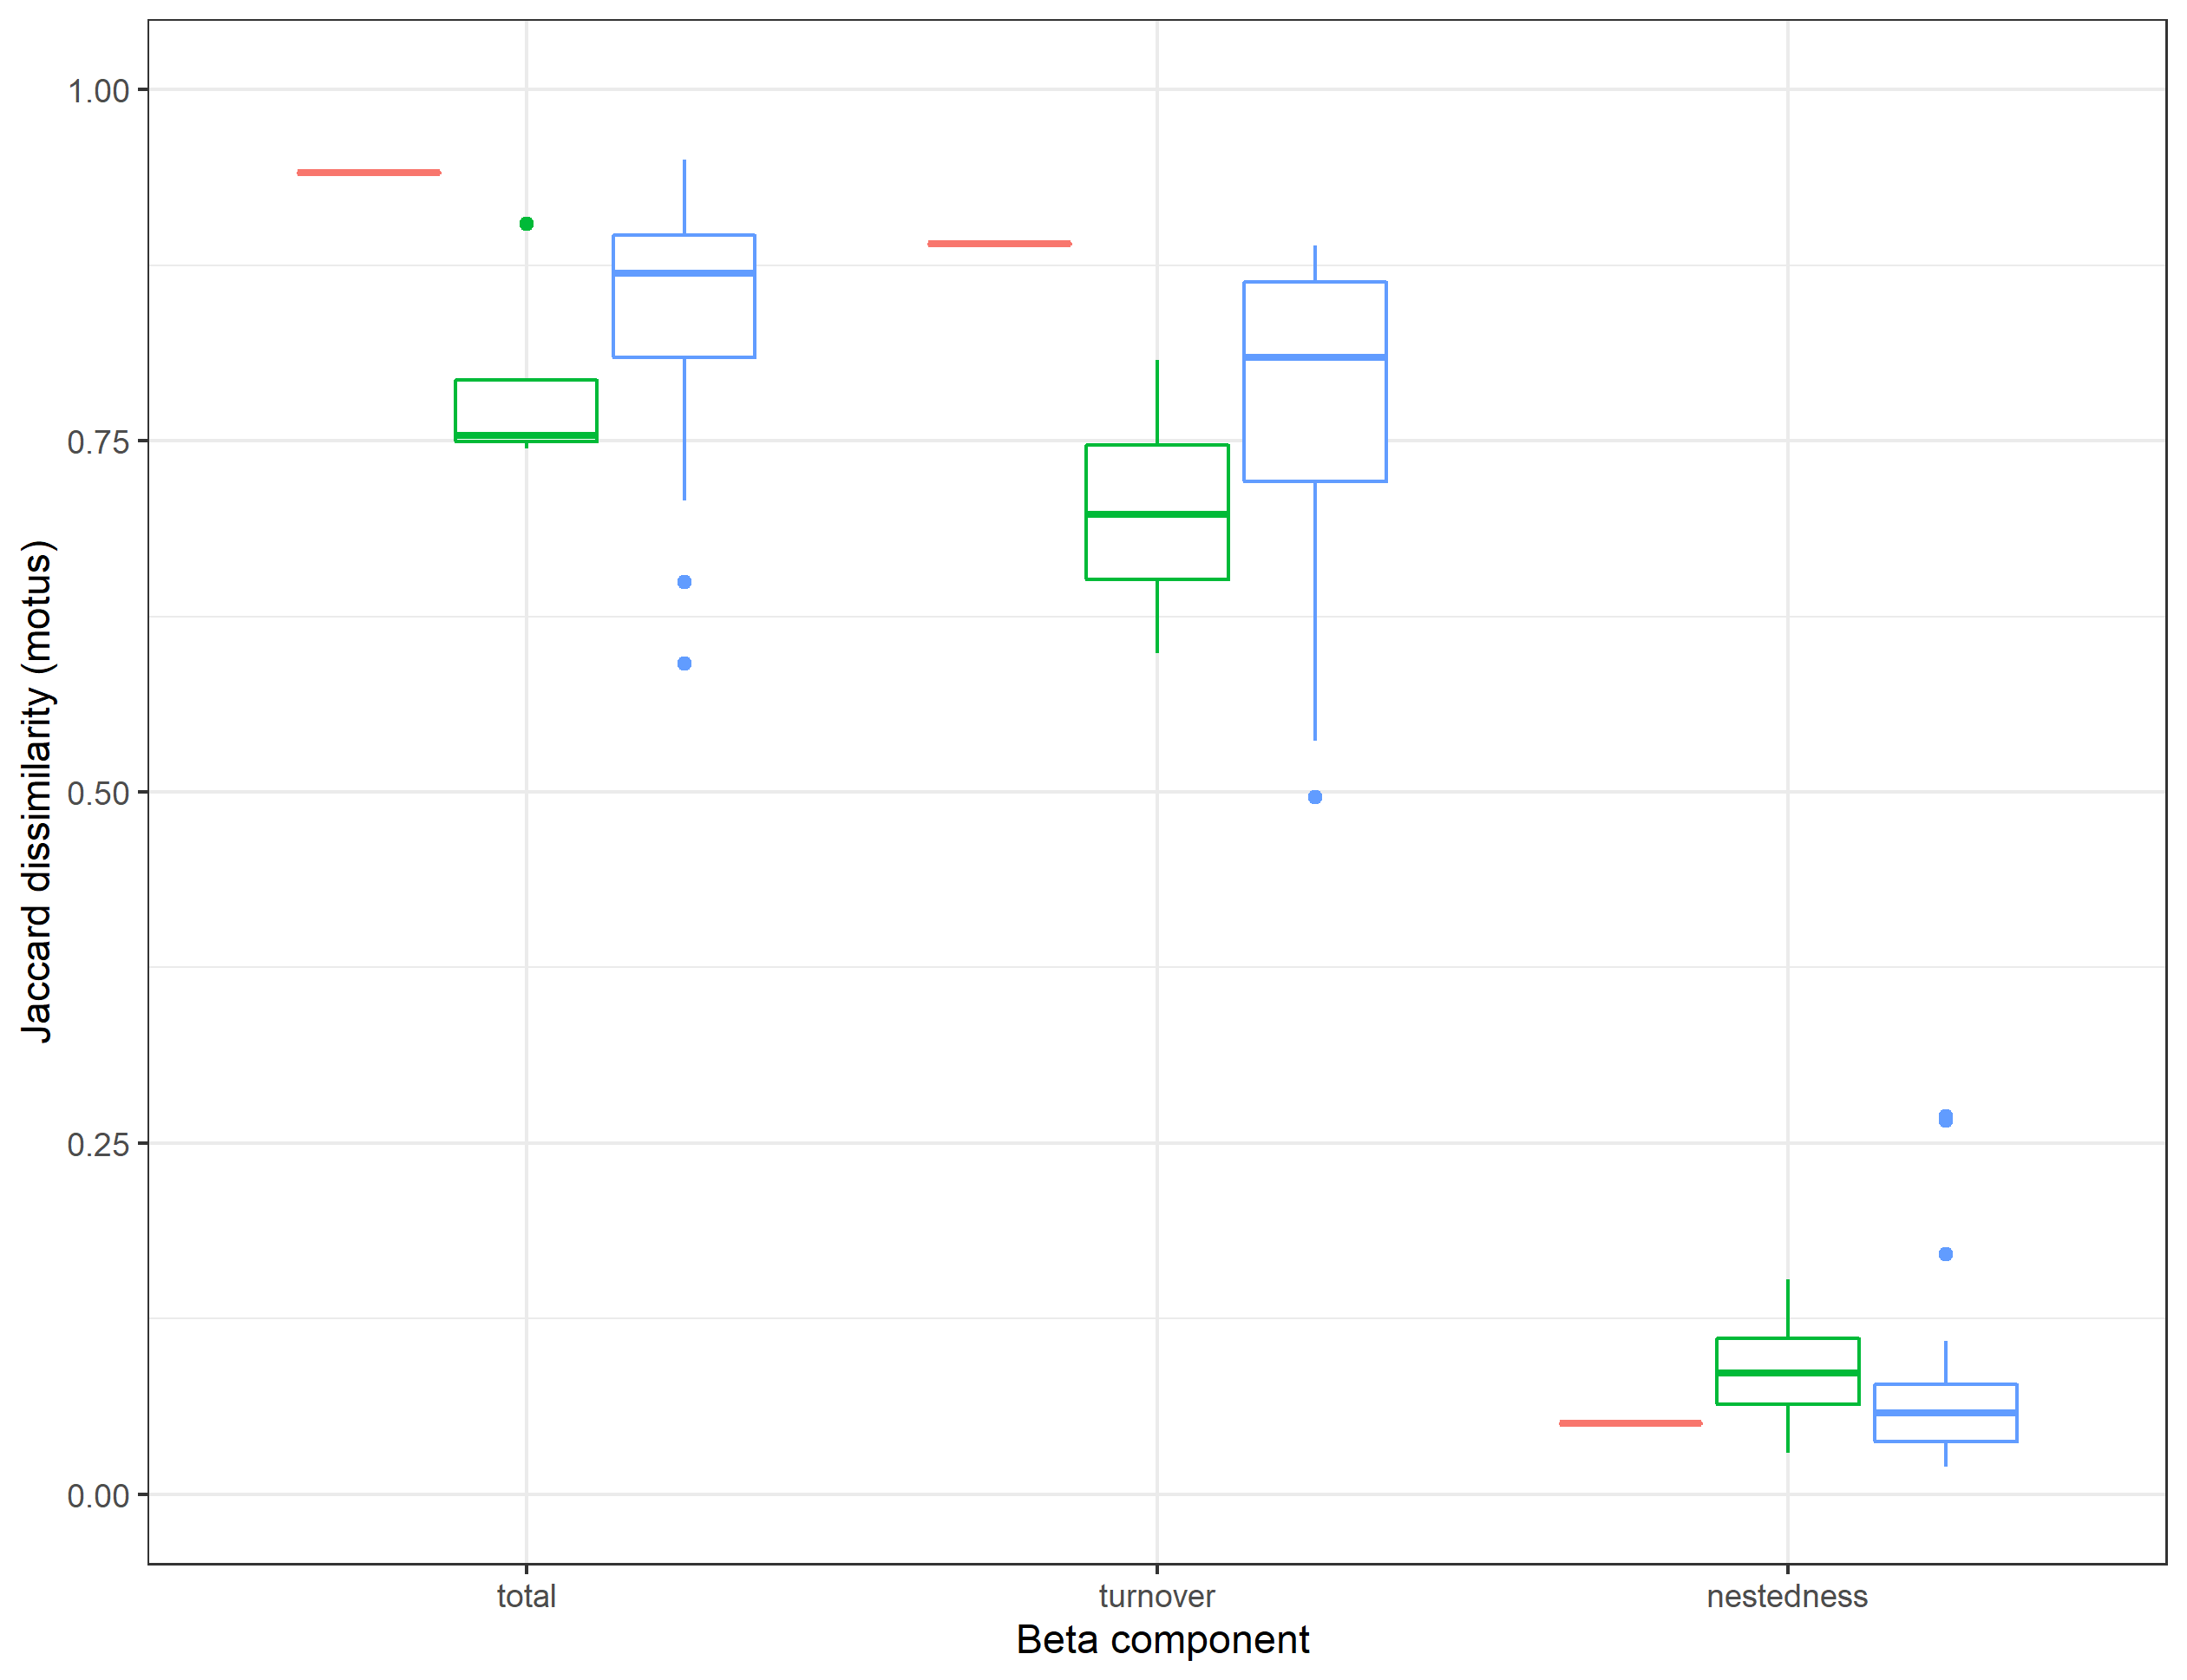 Jaccard dissimilarity (motus)
1.00
0.75
0.50
0.25
0.00
total
turnover
nestedness
Beta component